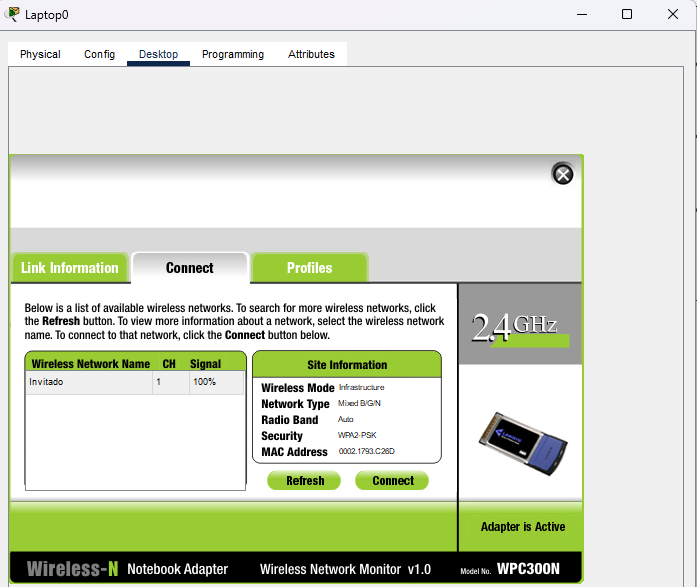 Laptop0
Physical Config Desktop Programming Attributes
Link Information Connect Profiles
Below is a list of available wireless networks. To search for more wireless networks, click
the Refresh button. To view more information about a network, select the wireless network
name. To connect to that network, click the Connect button below.
2.4GHz
Wireless Network Name CH Signal
Invitado 1 100%
Site Information
Wireless Mode Infrastructure
Network Type Mixed B/G/N
Radio Band Auto
Security WPA2-PSK
MAC Address 0002.1793.C26D
Refresh Connect
Adapter is Active
Wireless-N Notebook Adapter Wireless Network Monitor v1.0 Model No. WPC300N